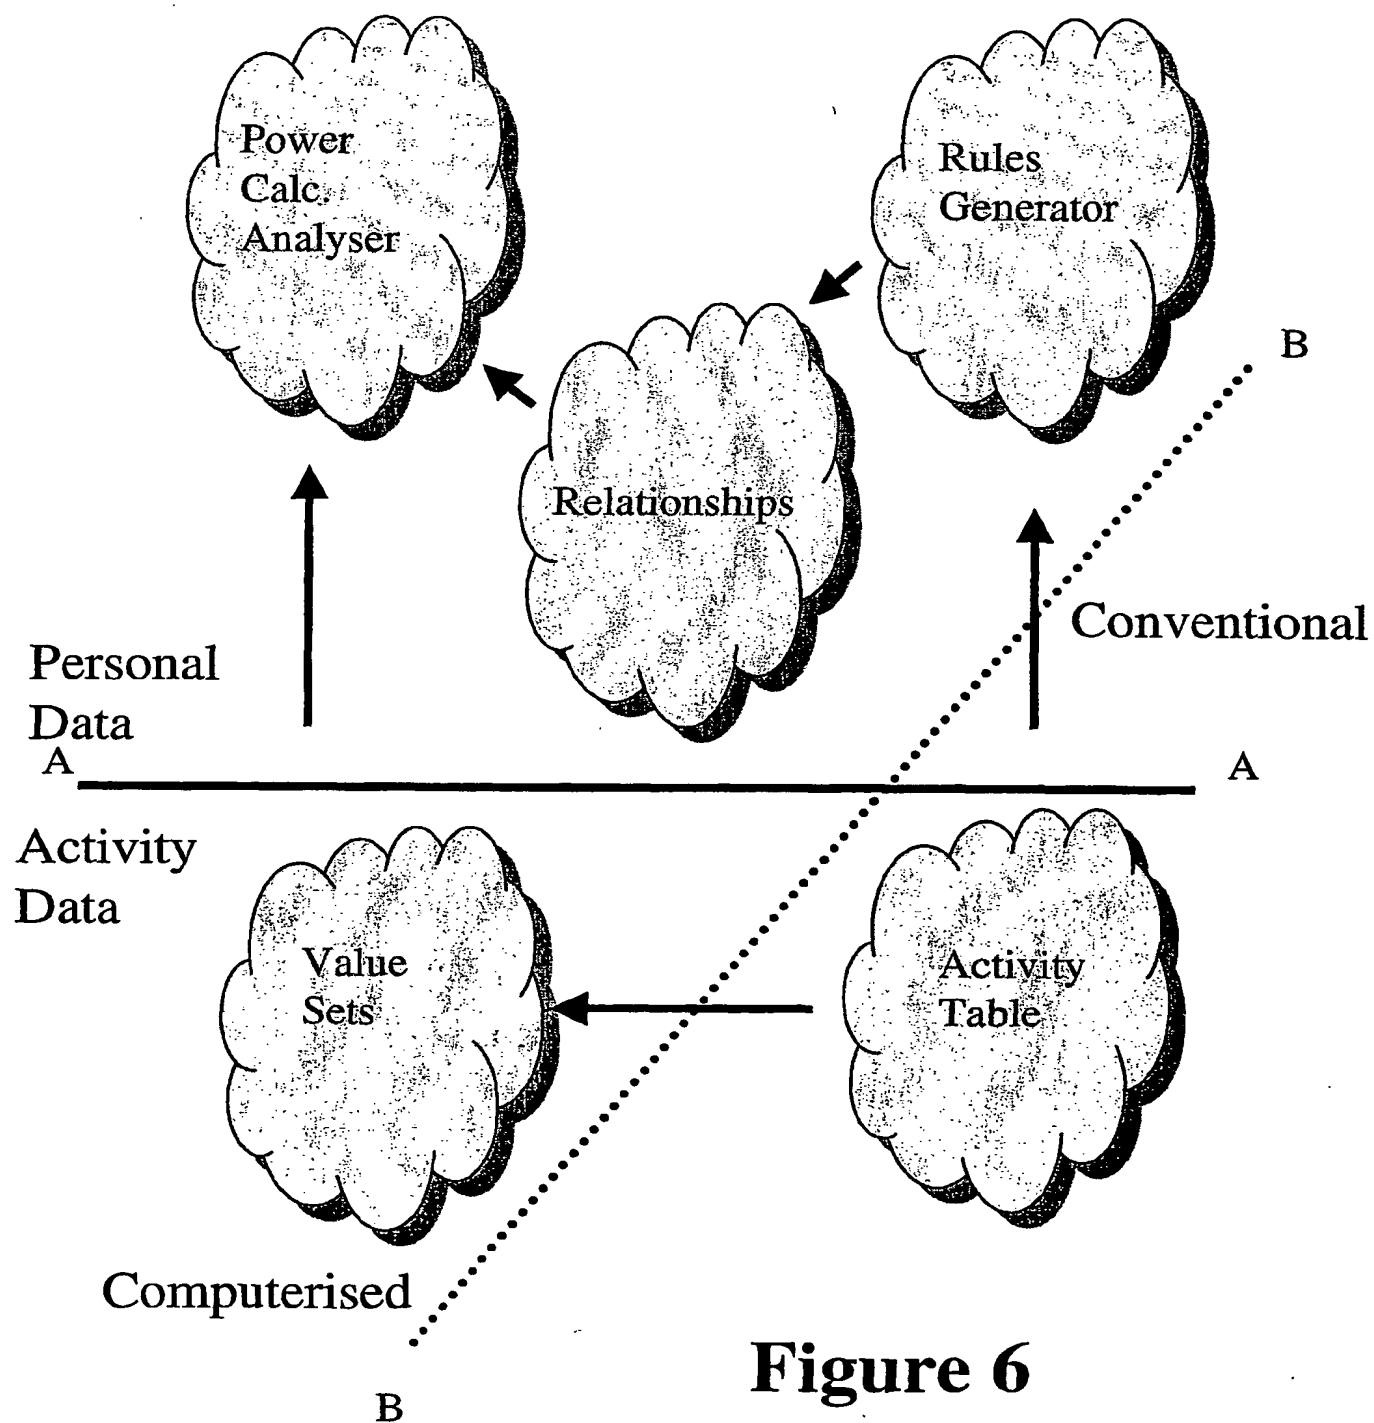 Power
Calc.
Analyser
Rules
Generator
B
Relationships
Conventional
Personal
Data
A
A
Activity
Data
Value
Sets
Activity
Table
Computerised
Figure 6
B